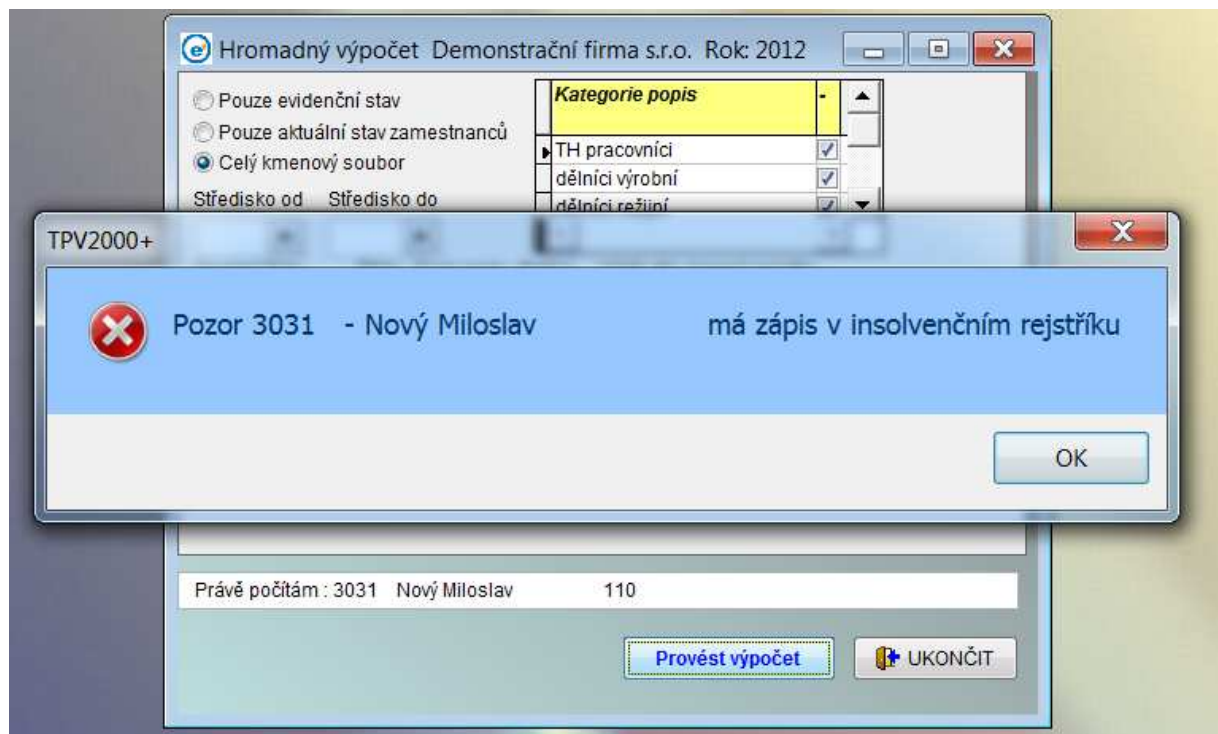 Hromadný výpočet Demonstrační firma s.r.o. Rok: 2012
Pouze evidenční stav
Pouze aktuální stav zamestnanců
Celý kmenový soubor
Středisko od Středisko do
Kategorie popis -
TH pracovníci
dělníci výrobní
dělníci režijní
TPV2000+
Pozor 3031 - Nový Miloslav má zápis v insolvenčním rejstříku
OK
Právě počítám : 3031 Nový Miloslav 110
Provést výpočet
UKONČIT